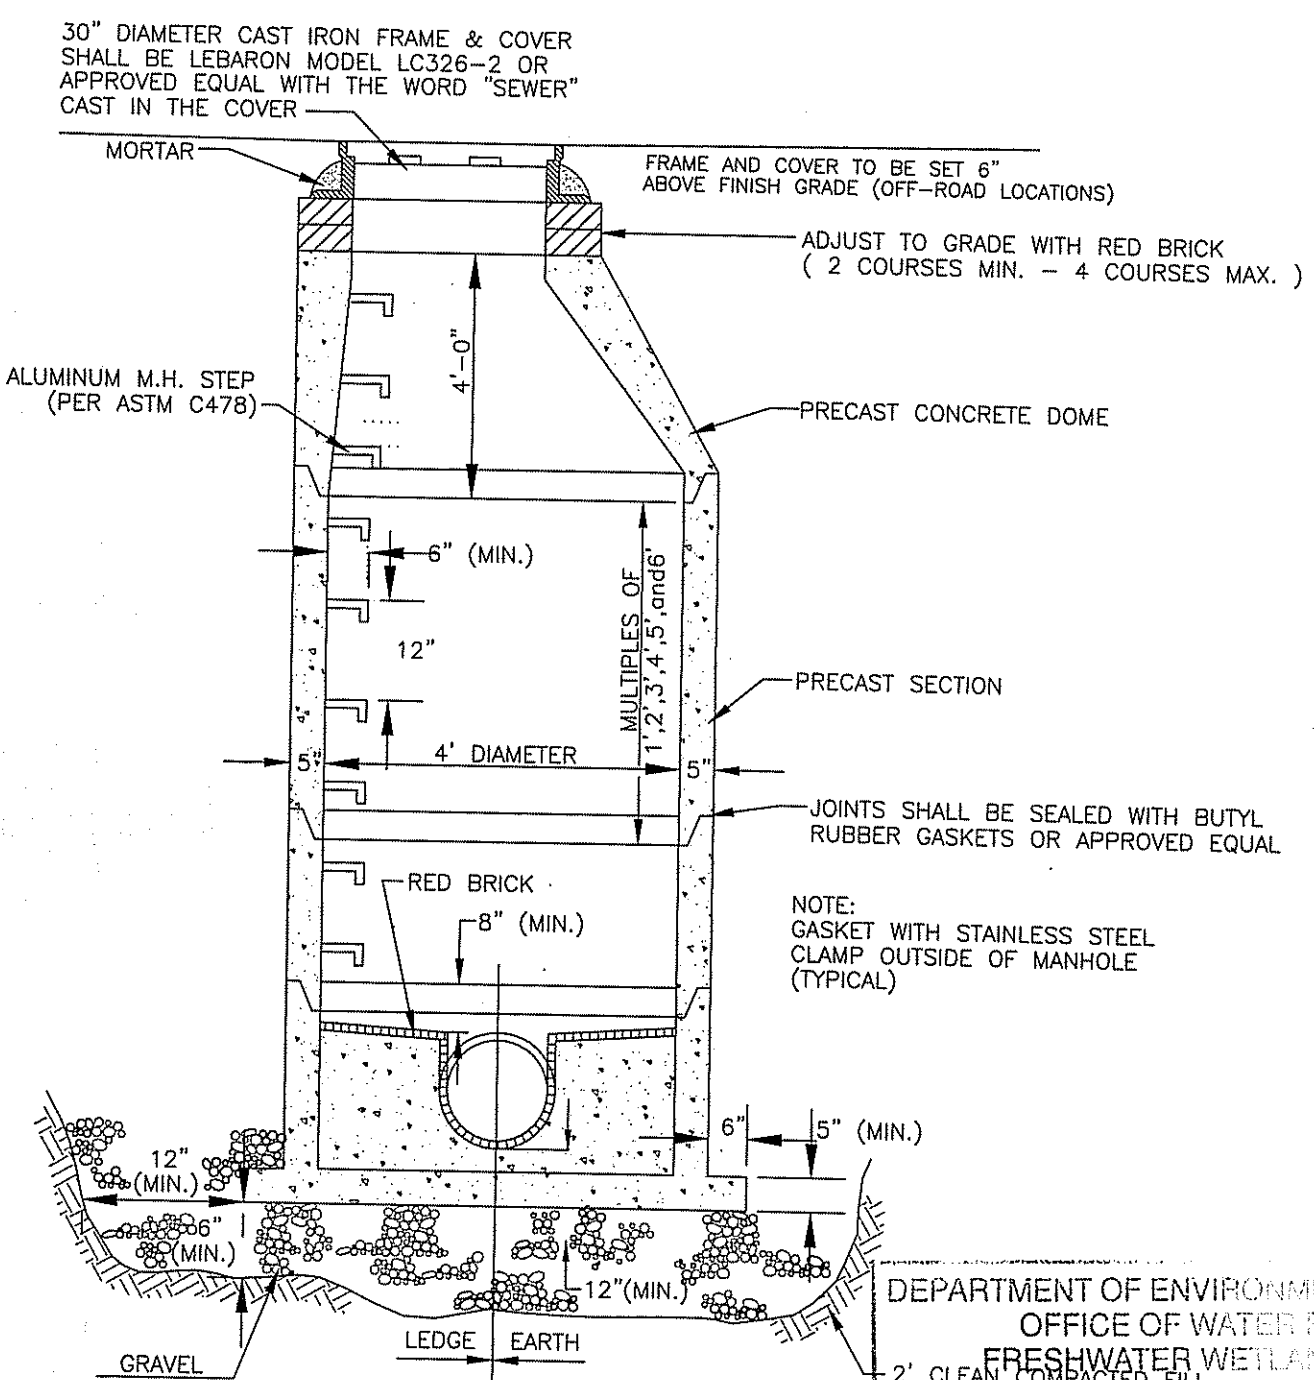 30" DIAMETER CAST IRON FRAME & COVER
SHALL BE LEBARON MODEL LC326-2 OR
APPROVED EQUAL WITH THE WORD "SEWER"
CAST IN THE COVER
MORTAR
FRAME AND COVER TO BE SET 6"
ABOVE FINISH GRADE (OFF-ROAD LOCATIONS)
ADJUST TO GRADE WITH RED BRICK
( 2 COURSES MIN. - 4 COURSES MAX. )
4'-0"
ALUMINUM M.H. STEP
(PER ASTM C478)
PRECAST CONCRETE DOME
6" (MIN.)
12"
MULTIPLES OF
1',2',3',4',5',and6'
PRECAST SECTION
5"
4' DIAMETER
5"
JOINTS SHALL BE SEALED WITH BUTYL
RUBBER GASKETS OR APPROVED EQUAL
RED BRICK
8" (MIN.)
NOTE:
GASKET WITH STAINLESS STEEL
CLAMP OUTSIDE OF MANHOLE
(TYPICAL)
6"
5" (MIN.)
12"
(MIN.)
6"
(MIN.)
12"(MIN.)
LEDGE
EARTH
GRAVEL
DEPARTMENT OF ENVIRONM
OFFICE OF WATER
FRESHWATER WETLAN
2' CLEAN COMPACTED FILL